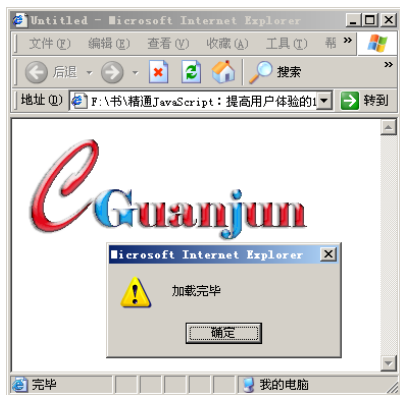 Untitled - Microsoft Internet Explorer
文件(F) 编辑(E) 查看(V) 收藏(A) 工具(T) 帮 »
后退 搜索 »
地址(D) F:\书\精通JavaScript：提高用户体验的1 转到
CGuanjun
Microsoft Internet Explorer
加载完毕
确定
完毕 我的电脑